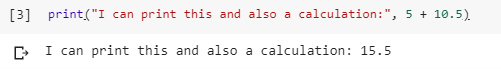 [3] print("I can print this and also a calculation:", 5 + 10.5)
I can print this and also a calculation: 15.5